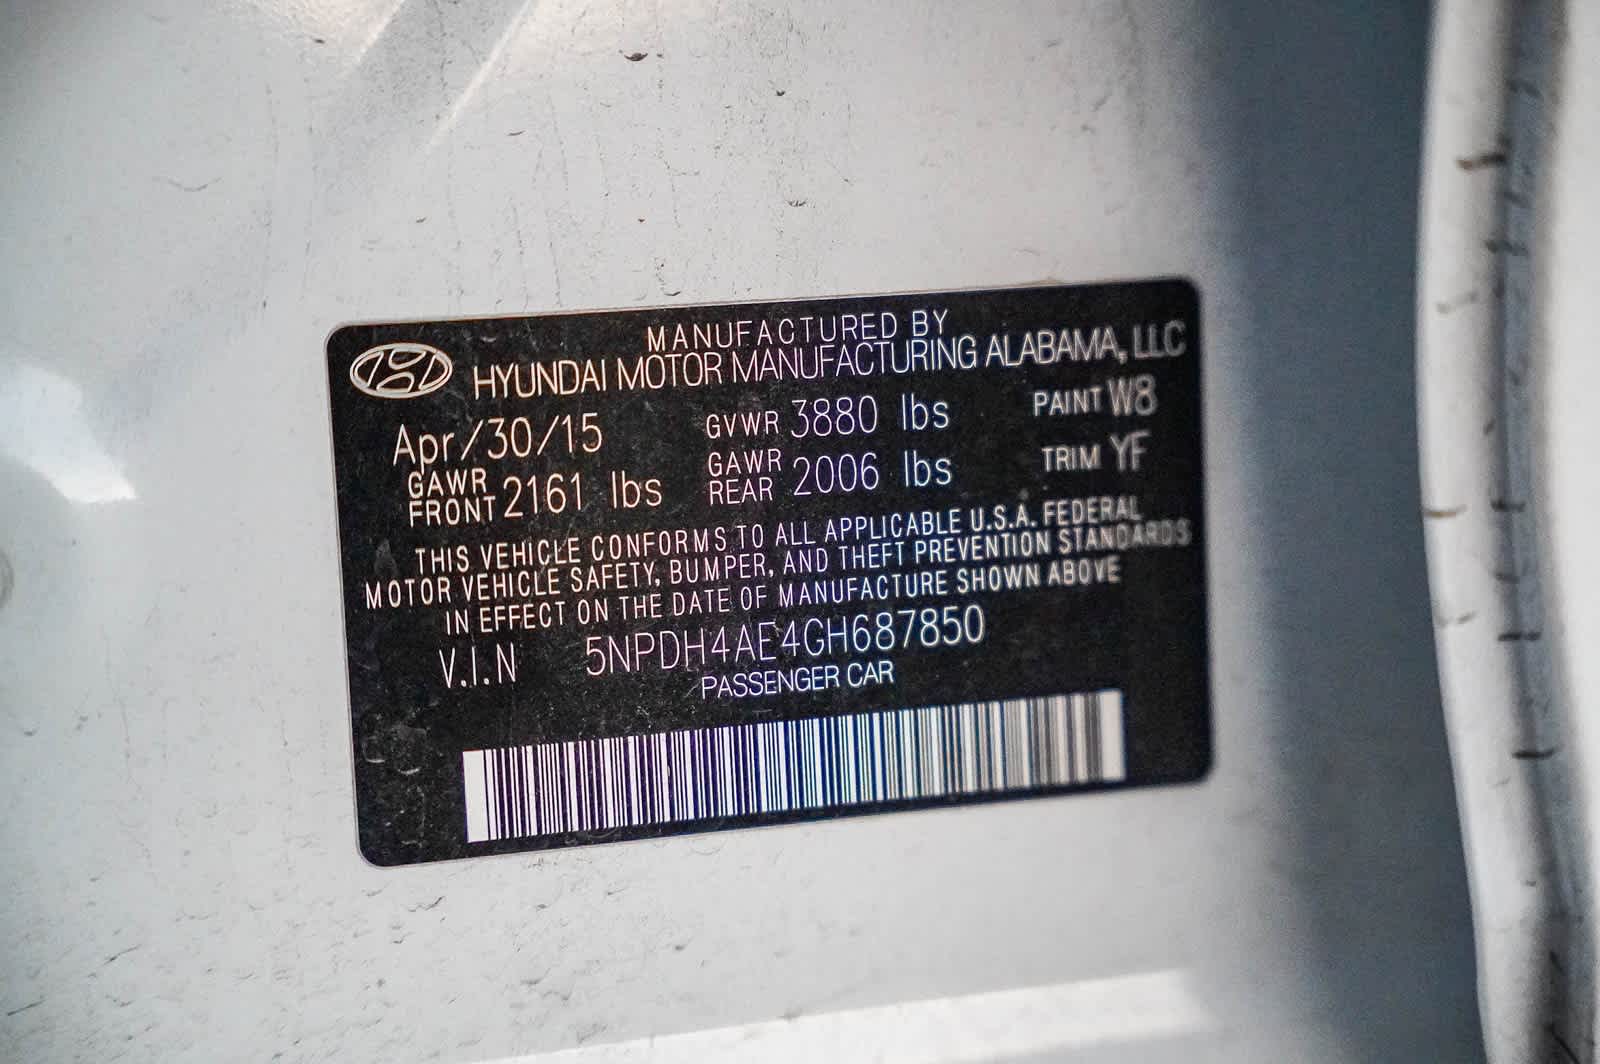 MANUFACTURED BY
HYUNDAI MOTOR MANUFACTURING ALABAMA, LLC
Apr/30/15 GVWR 3880 lbs PAINT W8
GAWR FRONT 2161 lbs GAWR REAR 2006 lbs TRIM YF
THIS VEHICLE CONFORMS TO ALL APPLICABLE U.S.A. FEDERAL
MOTOR VEHICLE SAFETY, BUMPER, AND THEFT PREVENTION STANDARDS
IN EFFECT ON THE DATE OF MANUFACTURE SHOWN ABOVE
V.I.N 5NPDH4AE4GH687850
PASSENGER CAR